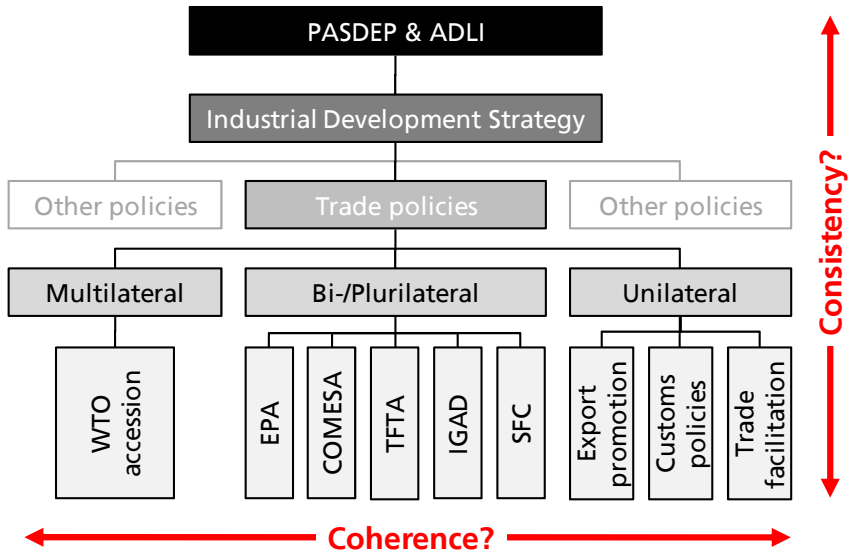 PASDEP & ADLI
Industrial Development Strategy
Other policies
Trade policies
Other policies
Multilateral
Bi-/Plurilateral
Unilateral
WTO
accession
EPA
COMESA
TFTA
IGAD
SFC
Export
promotion
Customs
policies
Trade
facilitation
Consistency?
Coherence?